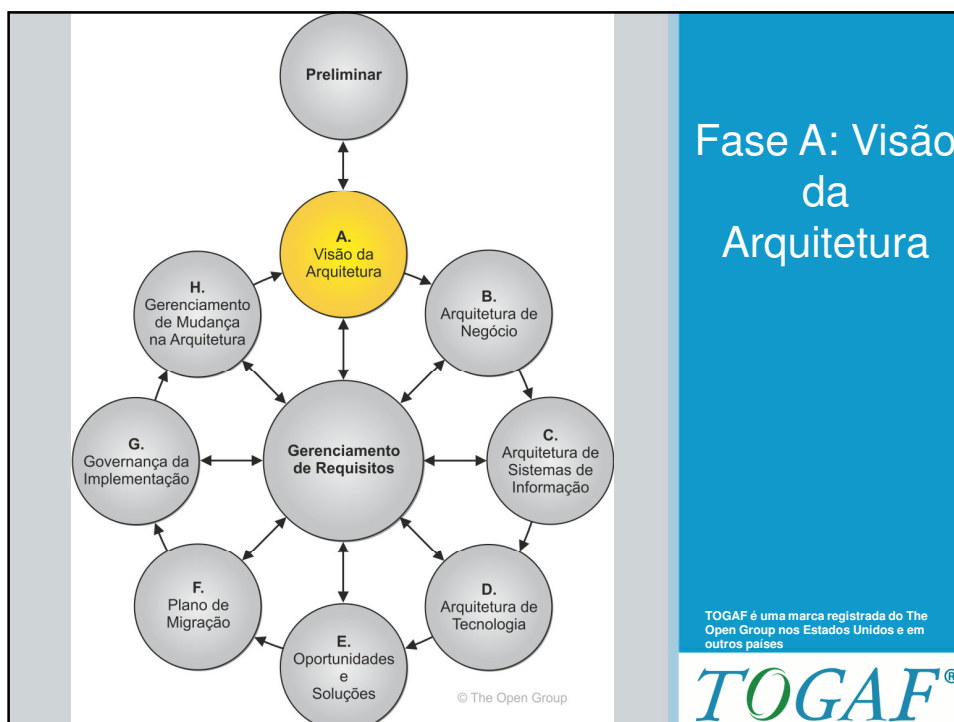 Preliminar
A.
Visão da
Arquitetura
H.
Gerenciamento
de Mudança
na Arquitetura
B.
Arquitetura de
Negócio
G.
Governança da
Implementação
Gerenciamento
de Requisitos
C.
Arquitetura de
Sistemas de
Informação
F.
Plano de
Migração
D.
Arquitetura de
Tecnologia
E.
Oportunidades
e
Soluções
© The Open Group
Fase A: Visão
da
Arquitetura
TOGAF é uma marca registrada do The
Open Group nos Estados Unidos e em
outros países
TOGAF®